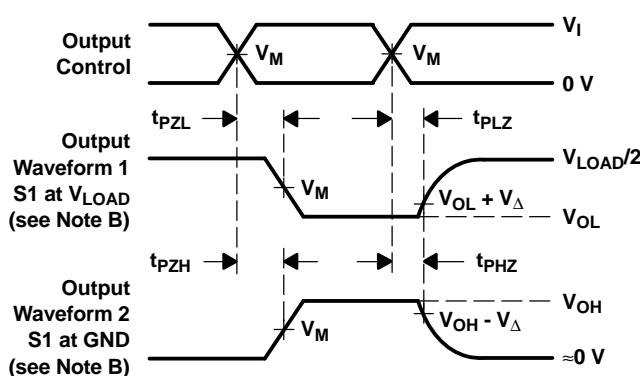 Output
Control
V_I
V_M
V_M
0 V
t_PZL
t_PLZ
Output
Waveform 1
S1 at V_LOAD
(see Note B)
V_LOAD/2
V_M
V_OL + V_Δ
V_OL
t_PZH
t_PHZ
Output
Waveform 2
S1 at GND
(see Note B)
V_OH
V_M
V_OH - V_Δ
≈0 V